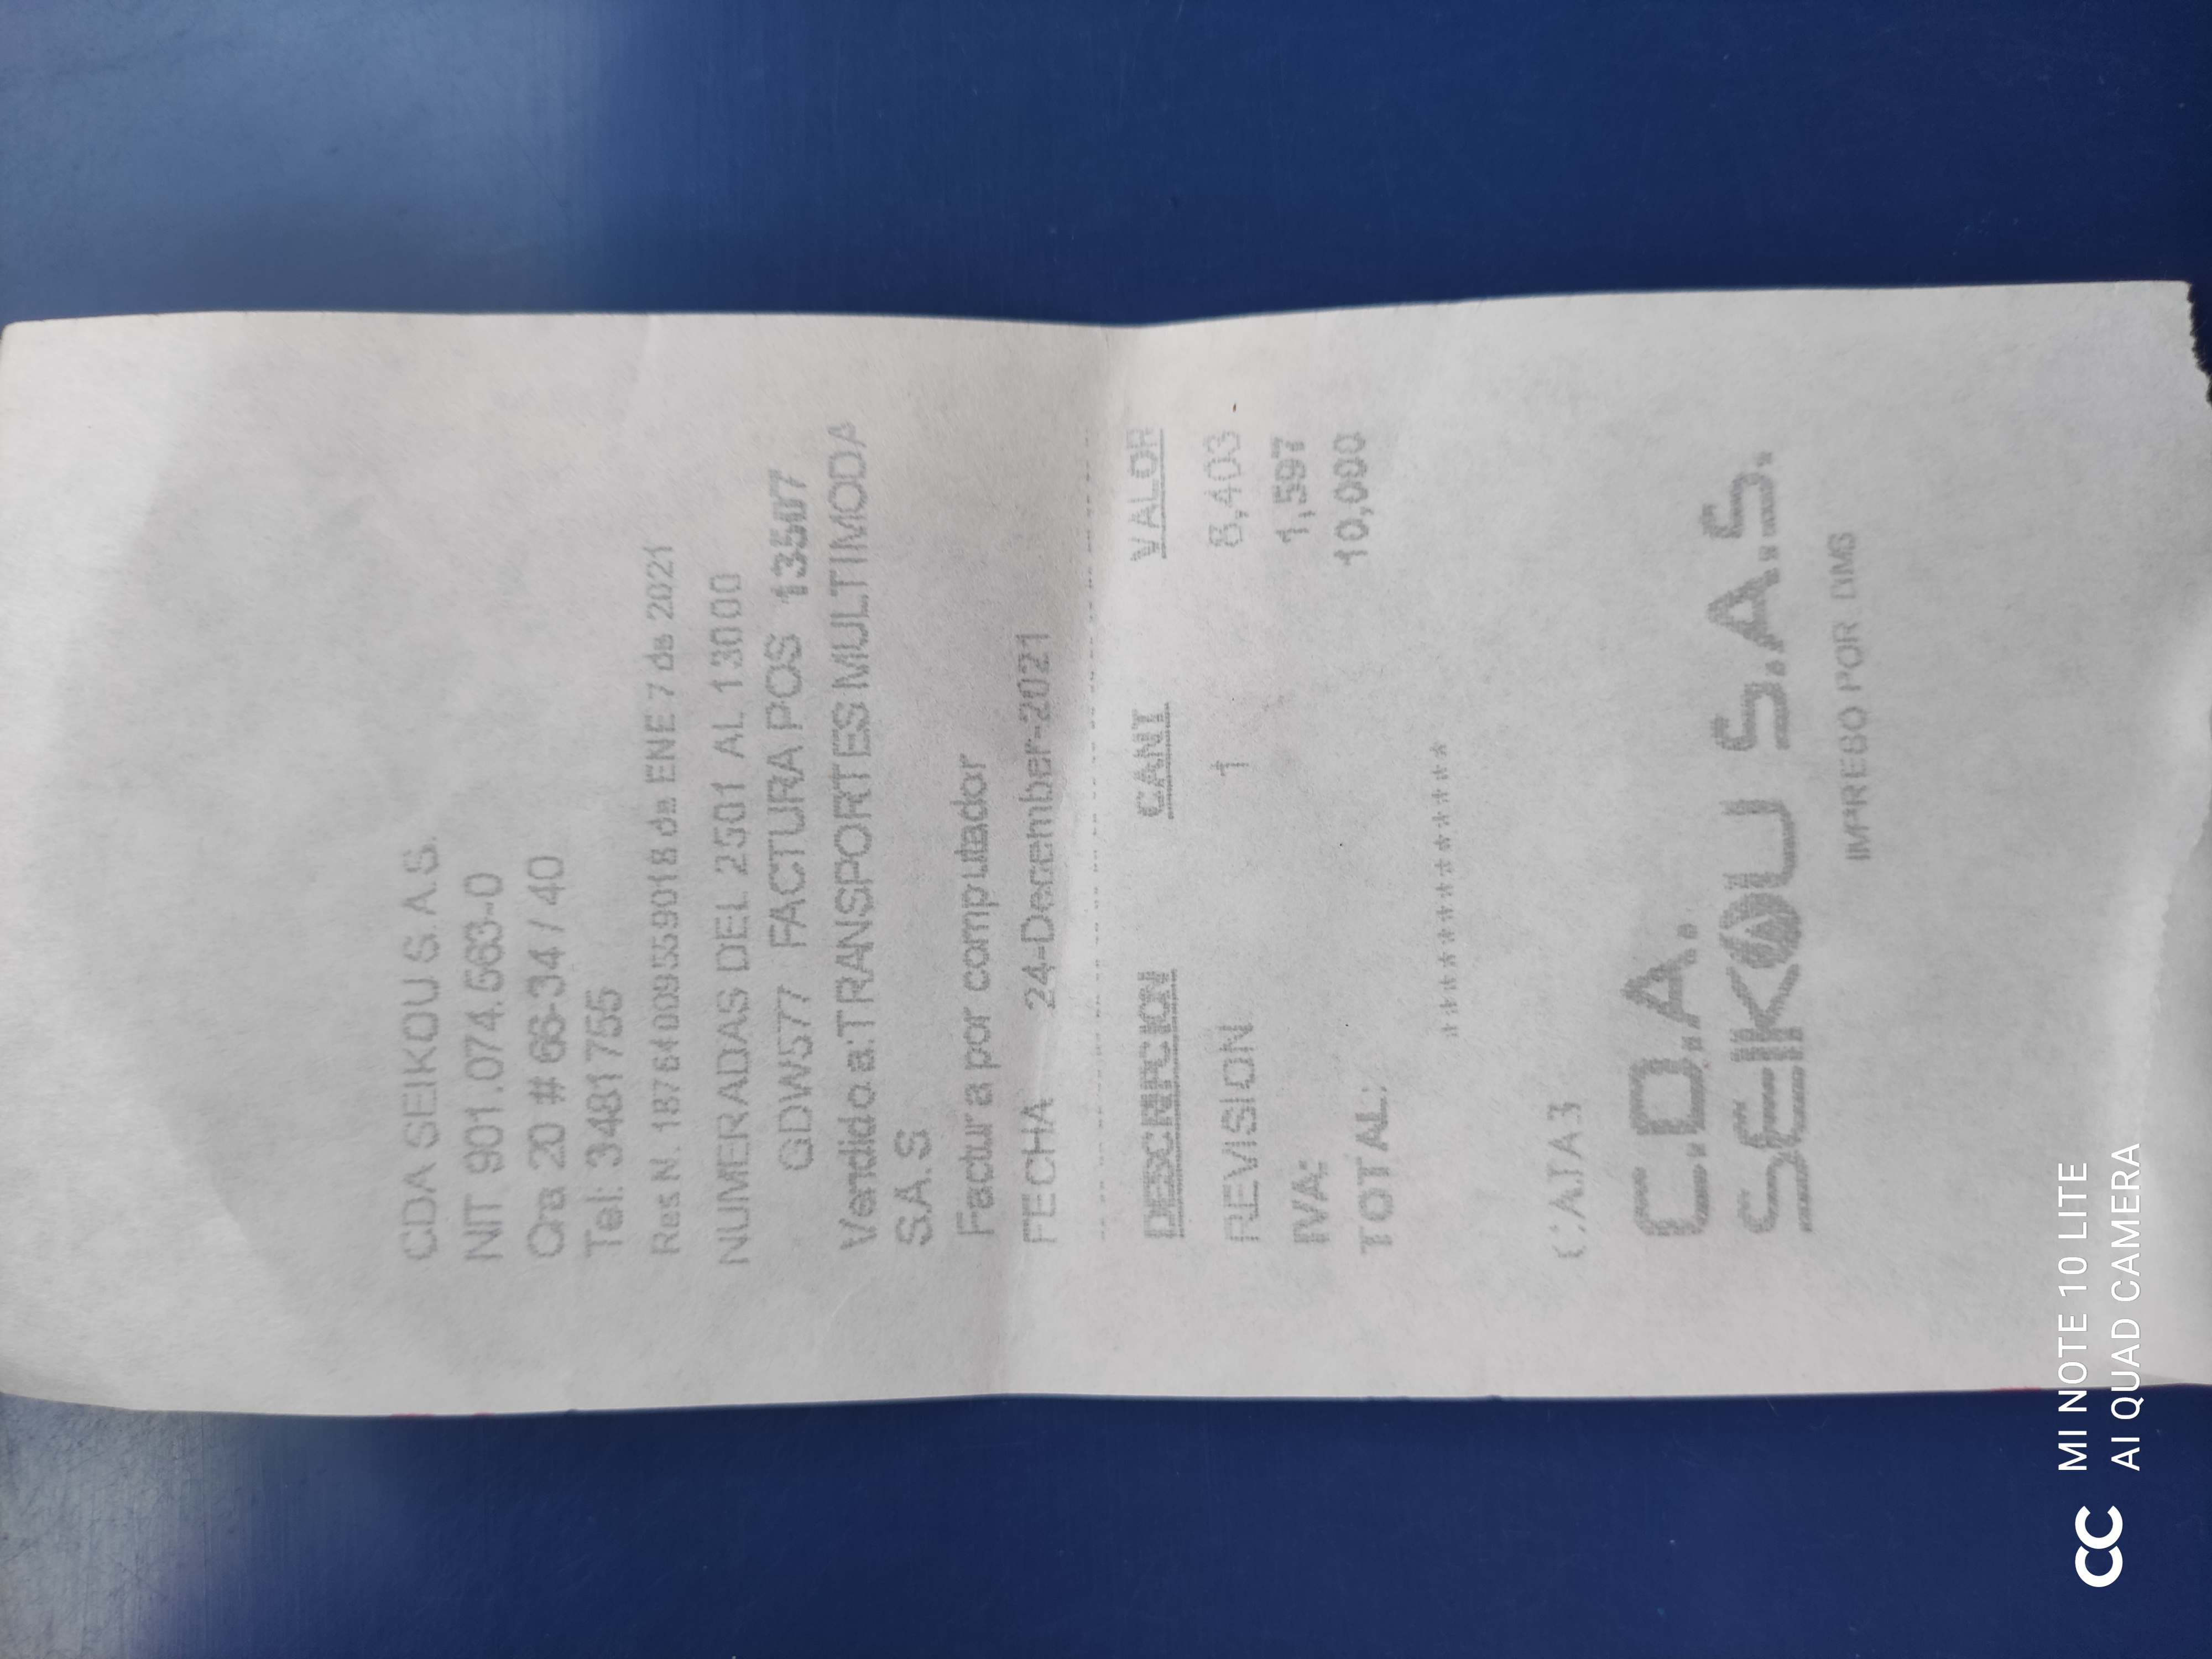 CDA SEIKOU S.A.S.
NIT 901.074.563-0
Cra 20 # 66-34 / 40
Tel: 3481755
Res N. 18764009559018 de ENE 7 de 2021
NUMERADAS DEL 2501 AL 13000
GDW577 FACTURA POS 13507
Vendido a:TRANSPORTES MULTIMODA
S.A.S
Factura por computador
FECHA 24-December-2021
DESCRIPCION CANT VALOR
REVISION 1 8,403
IVA: 1,597
TOTAL: 10,000
*************
CAJA3
C.D.A.
SEIKOU S.A.S.
IMPRESO POR DMS
MI NOTE 10 LITE
AI QUAD CAMERA